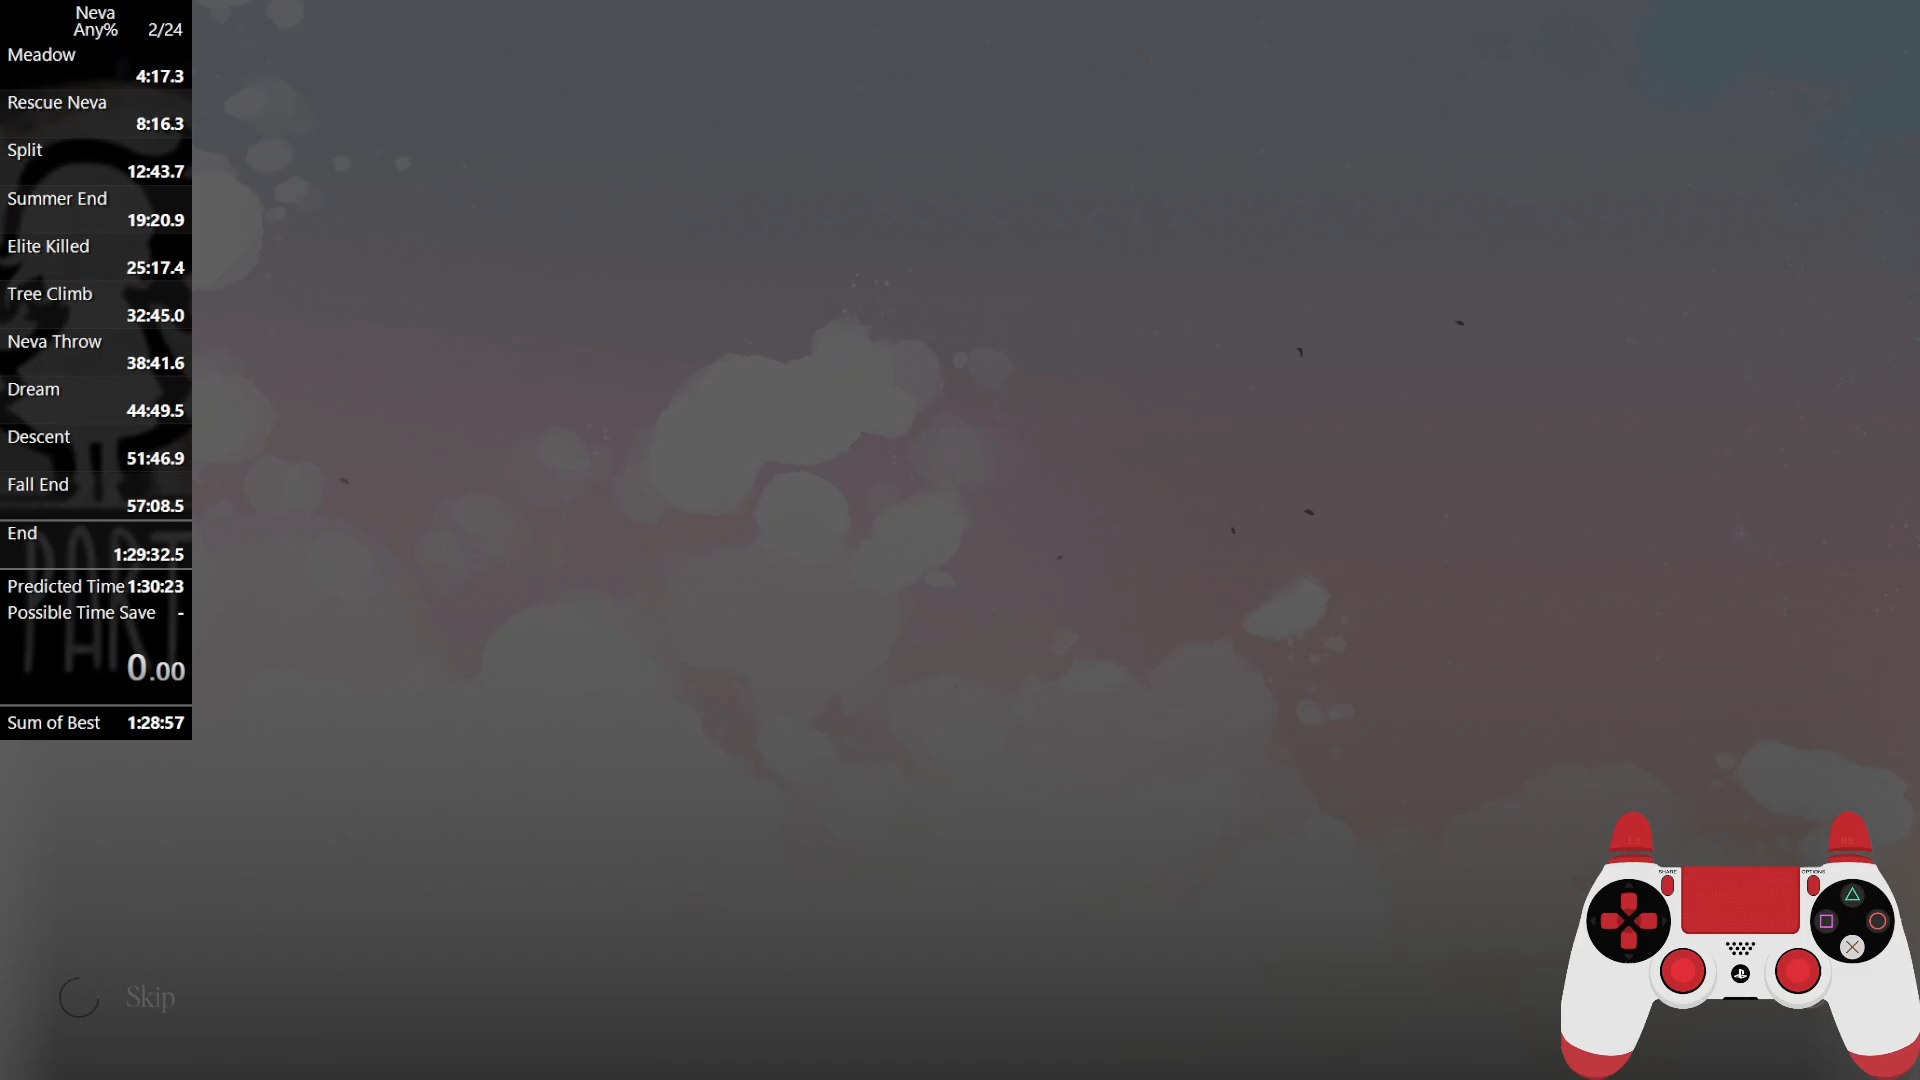 Neva
Any% 2/24
Meadow
4:17.3
Rescue Neva
8:16.3
Split
12:43.7
Summer End
19:20.9
Elite Killed
25:17.4
Tree Climb
32:45.0
Neva Throw
38:41.6
Dream
44:49.5
Descent
51:46.9
Fall End
57:08.5
End
1:29:32.5
Predicted Time 1:30:23
Possible Time Save -
PART
0.00
Sum of Best 1:28:57
Skip
SHARE
OPTIONS